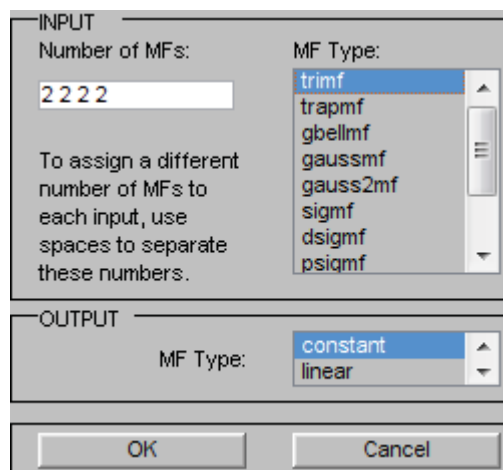 INPUT
Number of MFs:
2 2 2 2
To assign a different
number of MFs to
each input, use
spaces to separate
these numbers.
MF Type:
trimf
trapmf
gbellmf
gaussmf
gauss2mf
sigmf
dsigmf
psigmf
OUTPUT
MF Type:
constant
linear
OK
Cancel